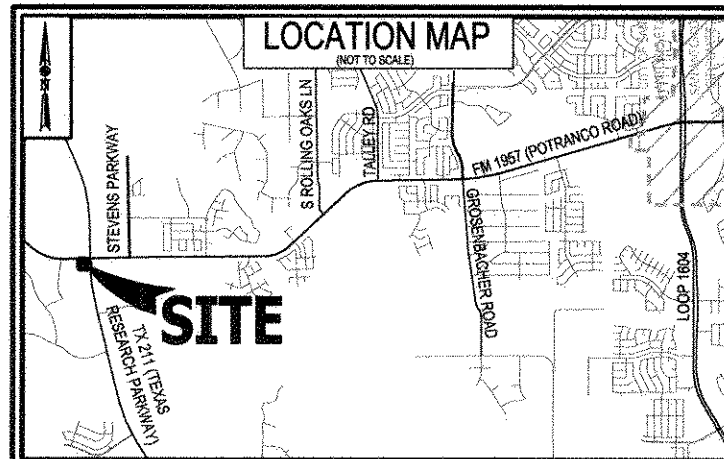 LOCATION MAP
(NOT TO SCALE)
N
STEVENS PARKWAY
S ROLLING OAKS LN
TALLEY RD
FM 1957 (POTRANCO ROAD)
GROSENBACHER ROAD
LOOP 1604
SITE
TX 211 (TEXAS
RESEARCH PARKWAY)